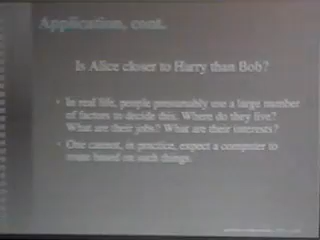 Application, cont.
Is Alice closer to Harry than Bob?
• In real life, people presumably use a large number
of factors to decide this. Where do they live?
What are their jobs? What are their interests?
• One cannot, in practice, expect a computer to
route based on such things.